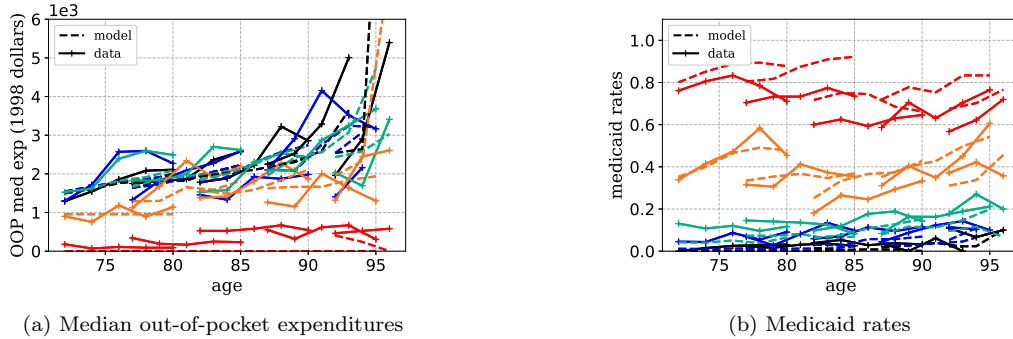 1e3
OOP med exp (1998 dollars)
6
5
4
3
2
1
0
model
data
75
80
85
90
95
age
(a) Median out-of-pocket expenditures
medicaid rates
1.0
0.8
0.6
0.4
0.2
0.0
model
data
75
80
85
90
95
age
(b) Medicaid rates